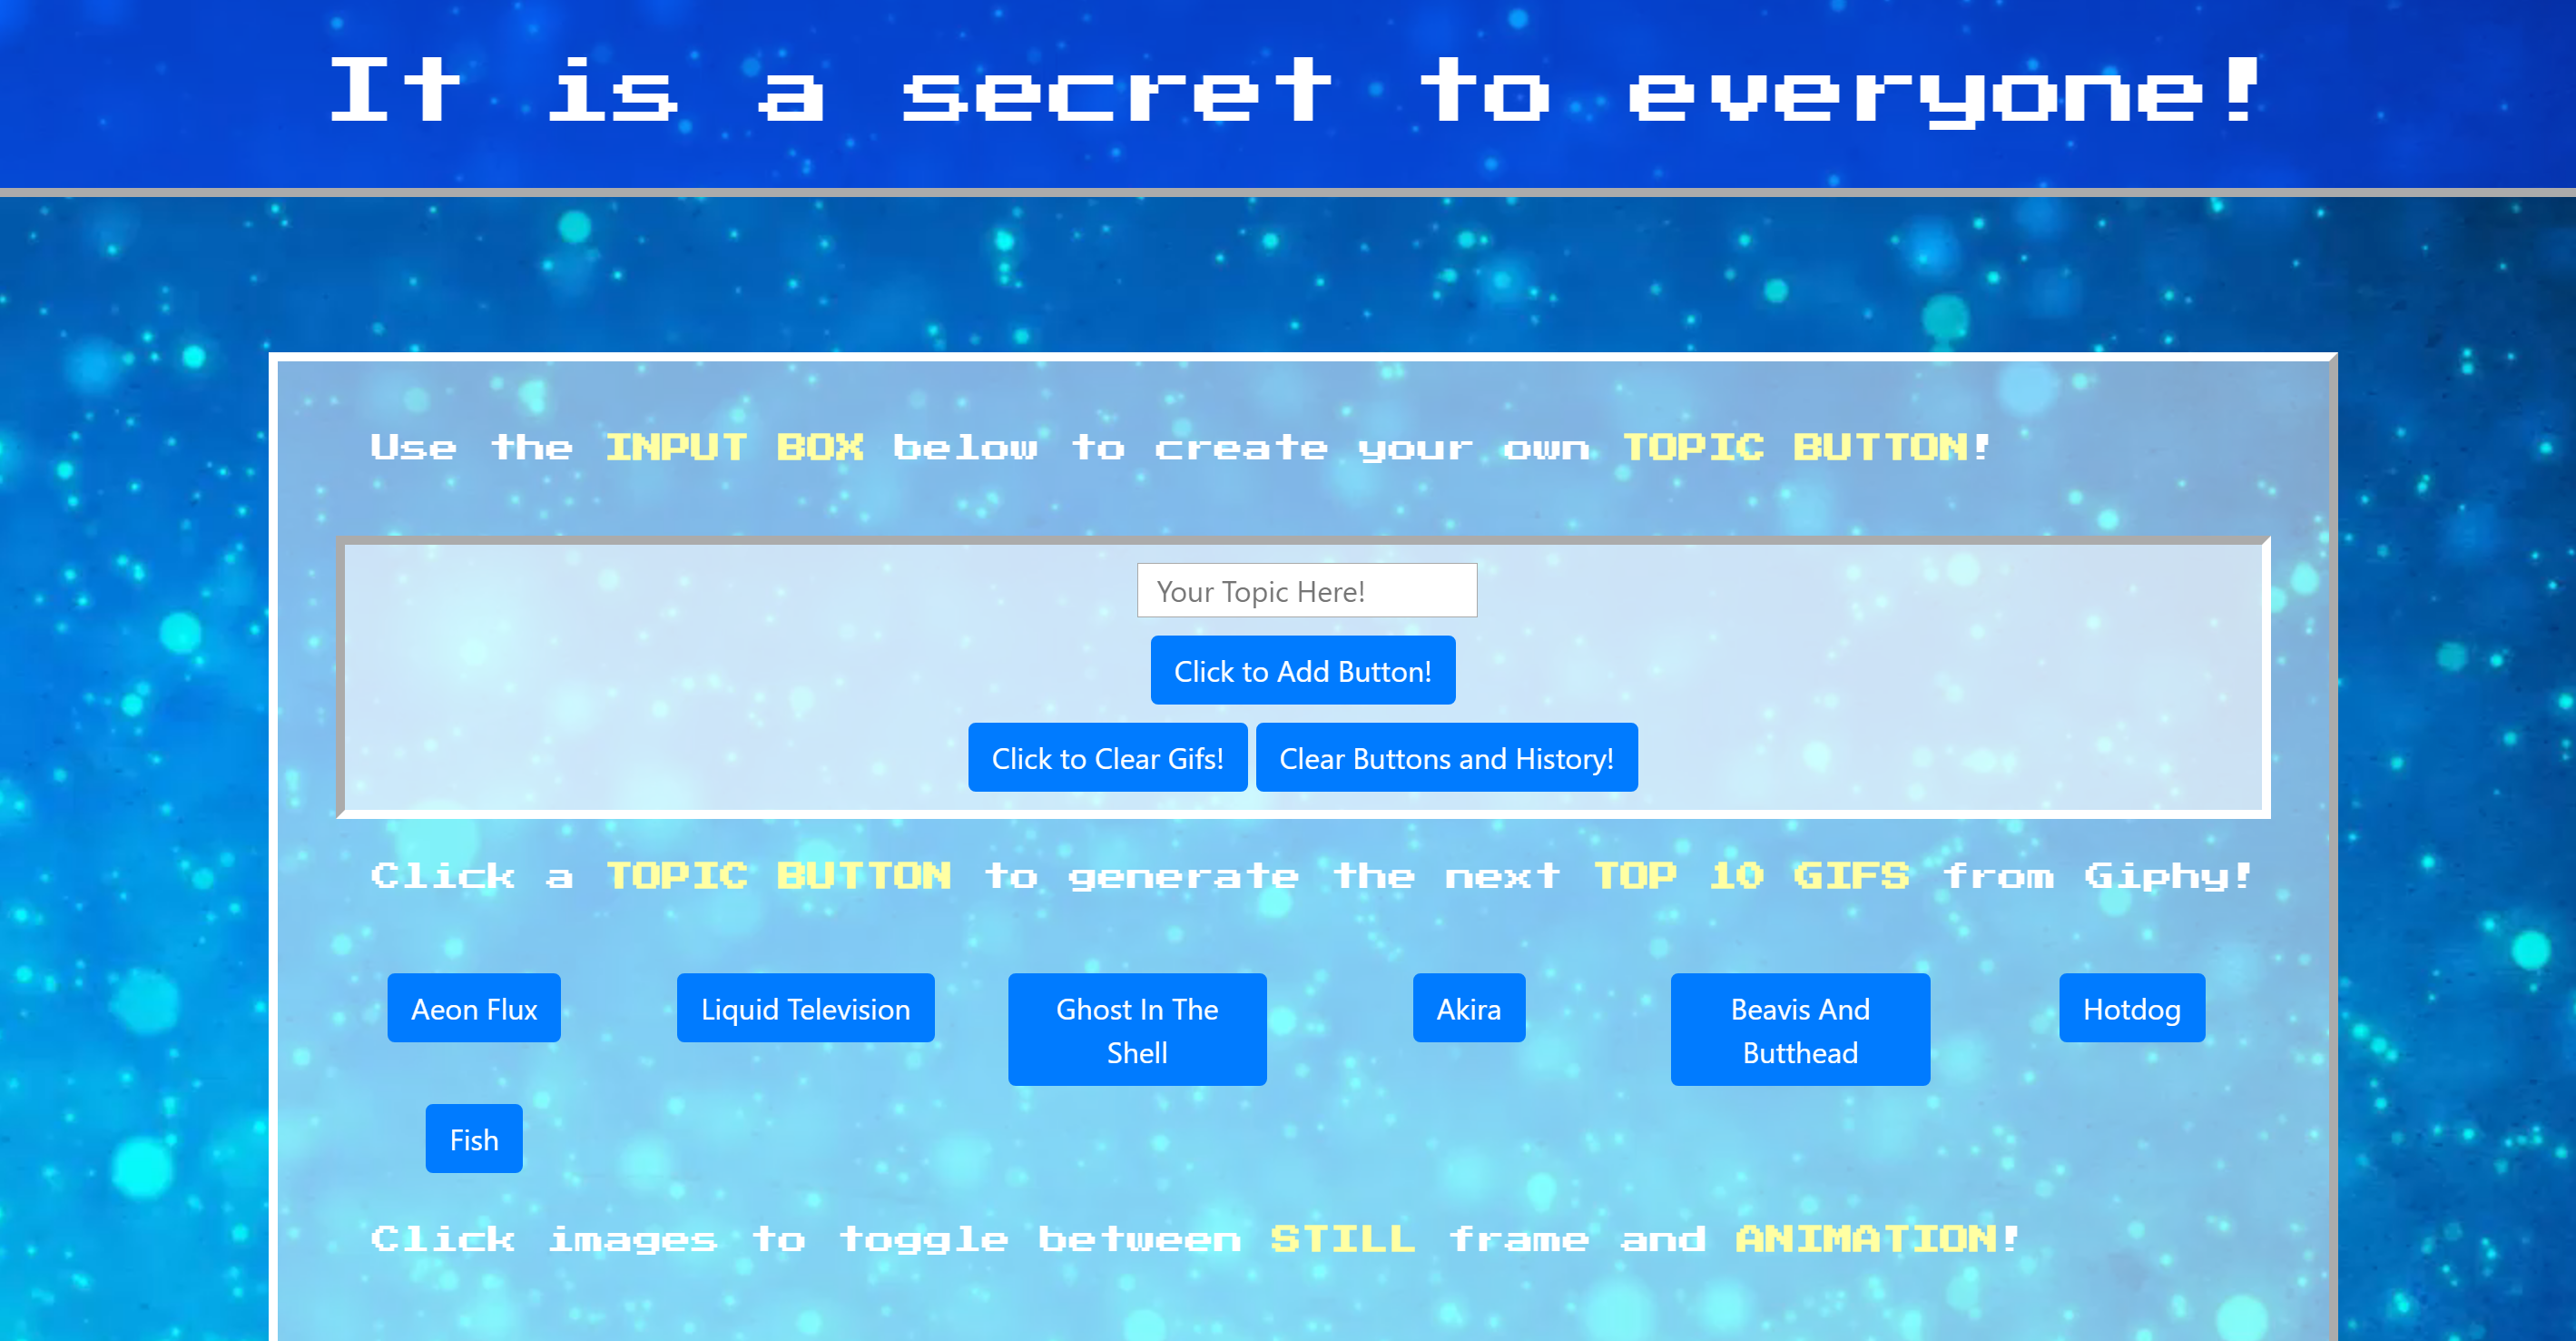 It is a secret to everyone!
Use the INPUT BOX below to create your own TOPIC BUTTON!
Your Topic Here!
Click to Add Button!
Click to Clear Gifs! Clear Buttons and History!
Click a TOPIC BUTTON to generate the next TOP 10 GIFS from Giphy!
Aeon Flux Liquid Television Ghost In The Akira Beavis And Hotdog
Shell Butthead
Fish
Click images to toggle between STILL frame and ANIMATION!